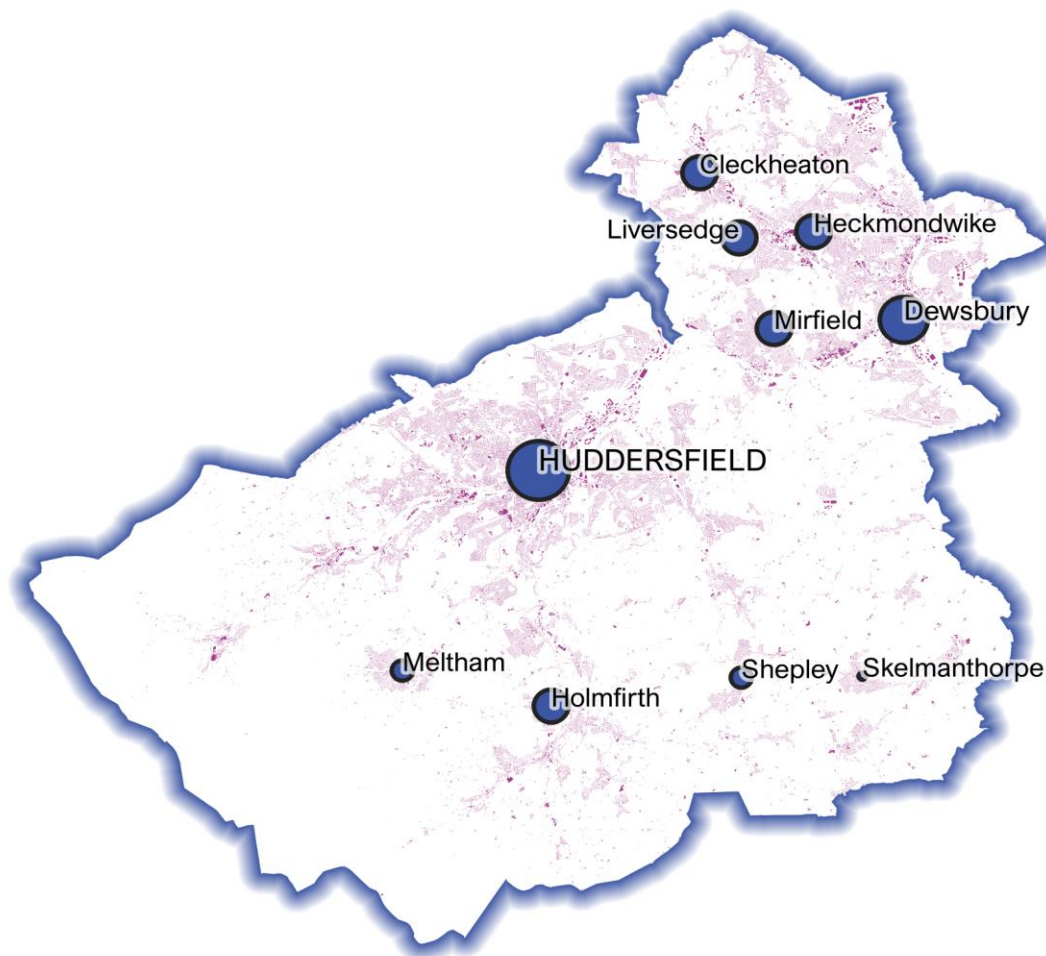 Cleckheaton
Liversedge
Heckmondwike
Mirfield
Dewsbury
HUDDERSFIELD
Meltham
Holmfirth
Shepley
Skelmanthorpe